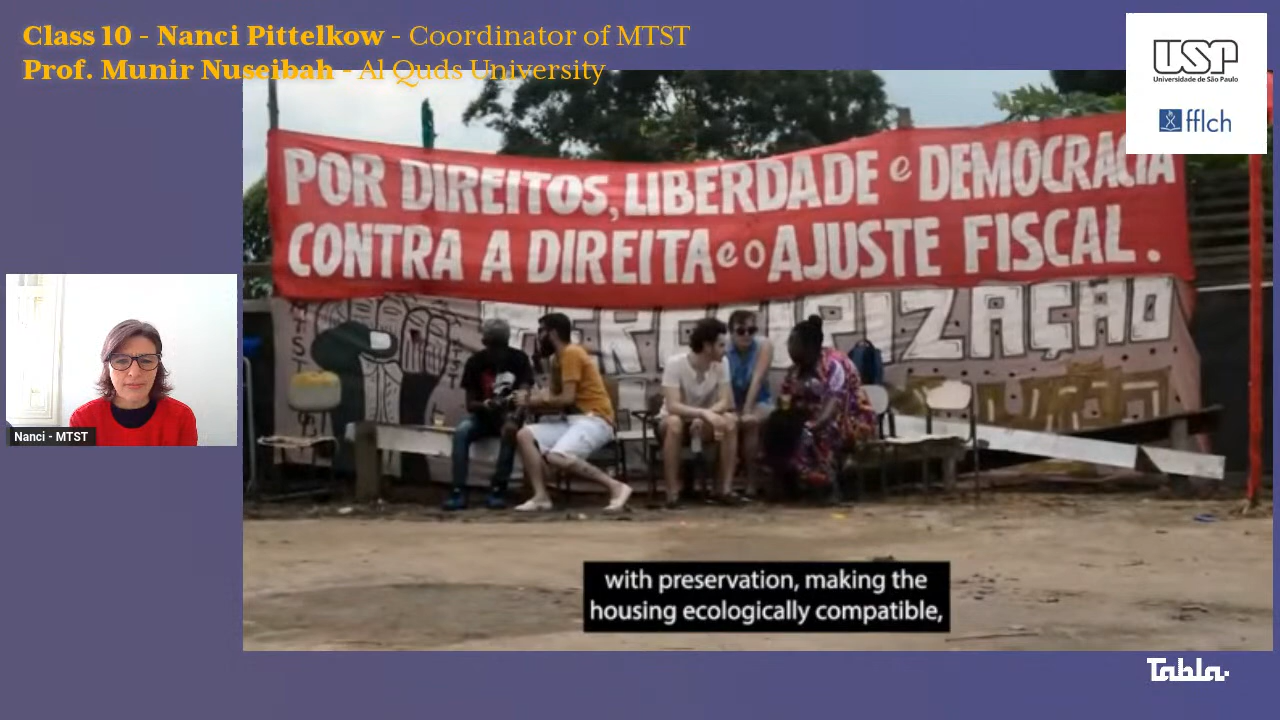 Class 10 - Nanci Pittelkow - Coordinator of MTST
Prof. Munir Nuseibah - Al Quds University
USP
Universidade de São Paulo
fflch
POR DIREITOS, LIBERDADE e DEMOCRACIA
CONTRA A DIREITA e o AJUSTE FISCAL.
MTST
Nanci - MTST
with preservation, making the
housing ecologically compatible,
Tabla.